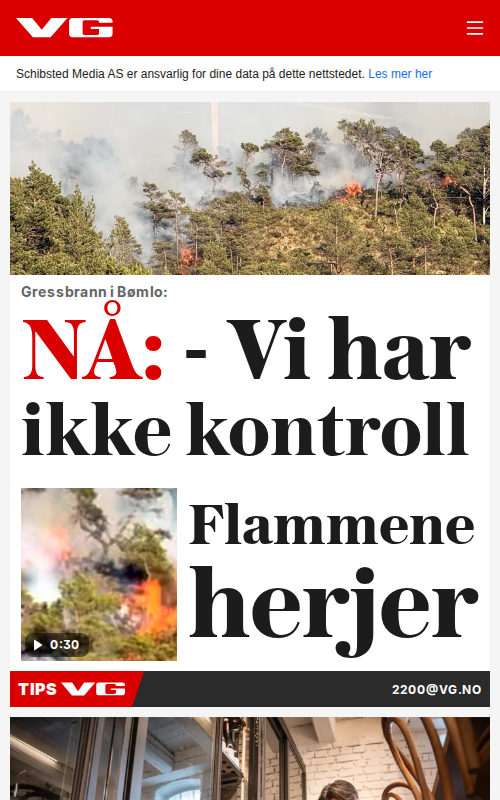 VG
Schibsted Media AS er ansvarlig for dine data på dette nettstedet. Les mer her
Gressbrann i Bømlo:
NÅ: - Vi har
ikke kontroll
0:30
Flammene
herjer
TIPS VG
2200@VG.NO